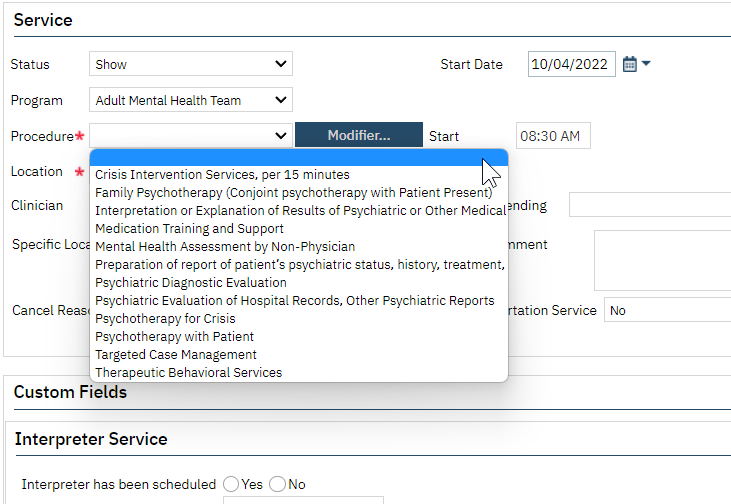 Service
Status Show Start Date 10/04/2022
Program Adult Mental Health Team
Procedure* Modifier... Start 08:30 AM
Location *
Crisis Intervention Services, per 15 minutes
Family Psychotherapy (Conjoint psychotherapy with Patient Present)
Clinician
Interpretation or Explanation of Results of Psychiatric or Other Medical
Medication Training and Support
Specific
Mental Health Assessment by Non-Physician
Preparation of report of patient's psychiatric status, history, treatment,
Psychiatric Diagnostic Evaluation
Psychiatric Evaluation of Hospital Records, Other Psychiatric Reports
Cancel Service No
Psychotherapy for Crisis
Psychotherapy with Patient
Targeted Case Management
Therapeutic Behavioral Services
Custom Fields
Interpreter Service
Interpreter has been scheduled Yes No